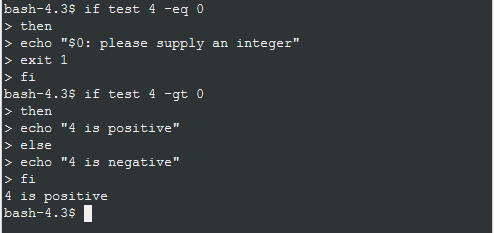 bash-4.3$ if test 4 -eq 0
> then
> echo "$0: please supply an integer"
> exit 1
> fi
bash-4.3$ if test 4 -gt 0
> then
> echo "4 is positive"
> else
> echo "4 is negative"
> fi
4 is positive
bash-4.3$